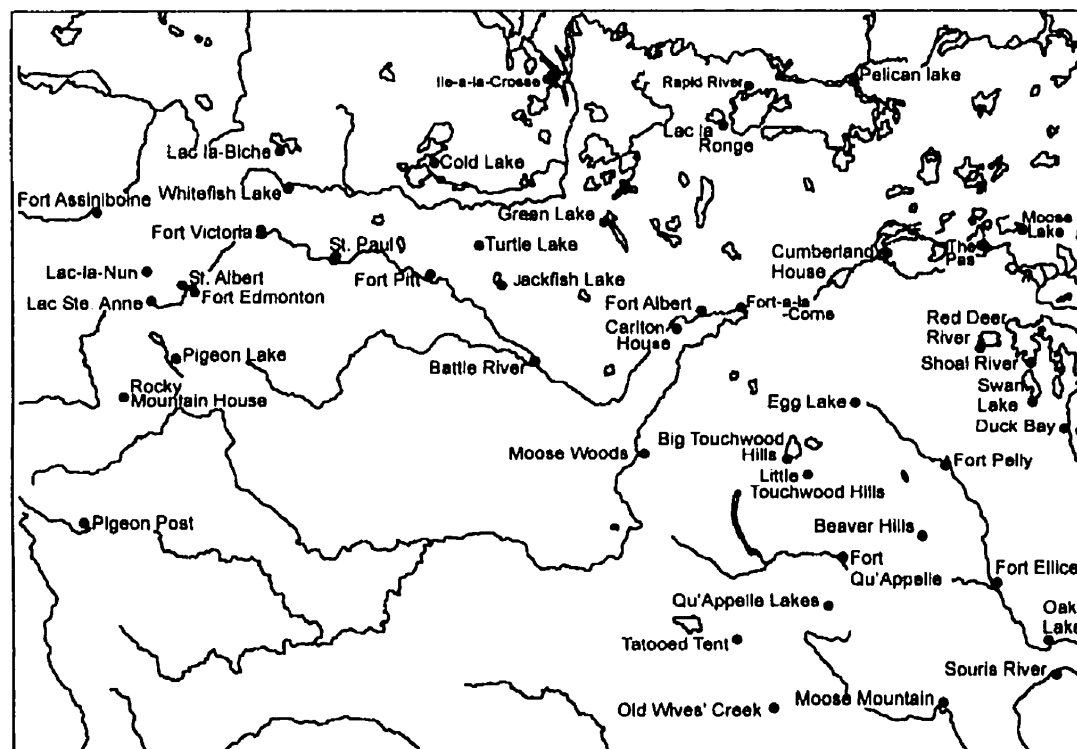 Ile-a-la-Crosse
Rapid River
Pelican lake
Lac la
Ronge
Lac la-Biche
Cold Lake
Whitefish Lake
Fort Assiniboine
Green Lake
Moose
Lake
Fort Victoria
St. Paul
Turtle Lake
Cumberland
House
The
Pas
Lac-la-Nun
St. Albert
Fort Edmonton
Fort Pitt
Jackfish Lake
Lac Ste. Anne
Fort Albert
Fort-a-la
-Corne
Carlton
House
Red Deer
River
Pigeon Lake
Battle River
Shoal River
Rocky
Mountain House
Egg Lake
Swan
Lake
Duck Bay
Moose Woods
Big Touchwood
Hills
Fort Pelly
Little
Touchwood Hills
Pigeon Post
Beaver Hills
Fort
Qu'Appelle
Fort Ellice
Qu'Appelle Lakes
Oak
Lake
Tatooed Tent
Souris River
Old Wives' Creek
Moose Mountain